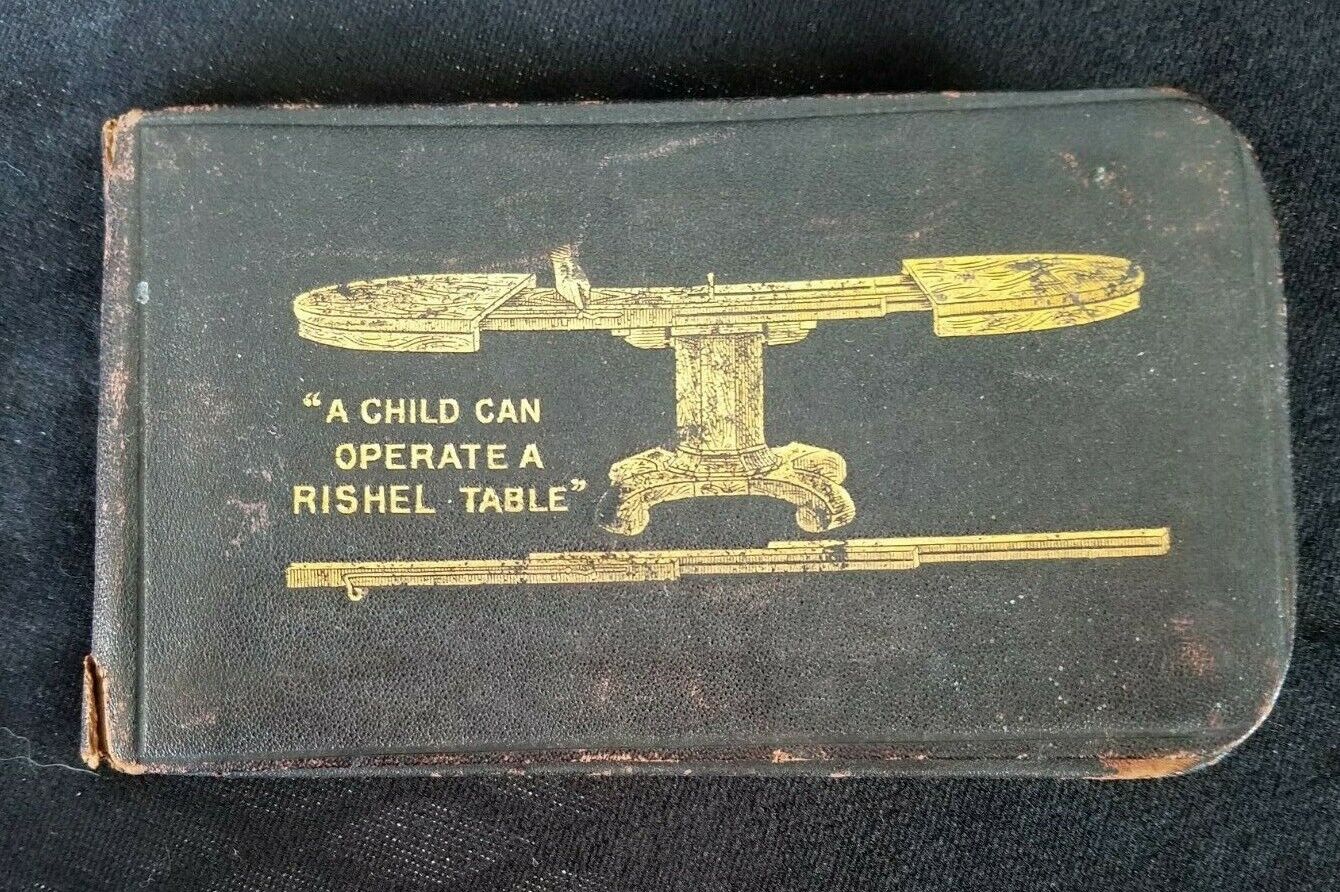 “A CHILD CAN
OPERATE A
RISHEL TABLE”